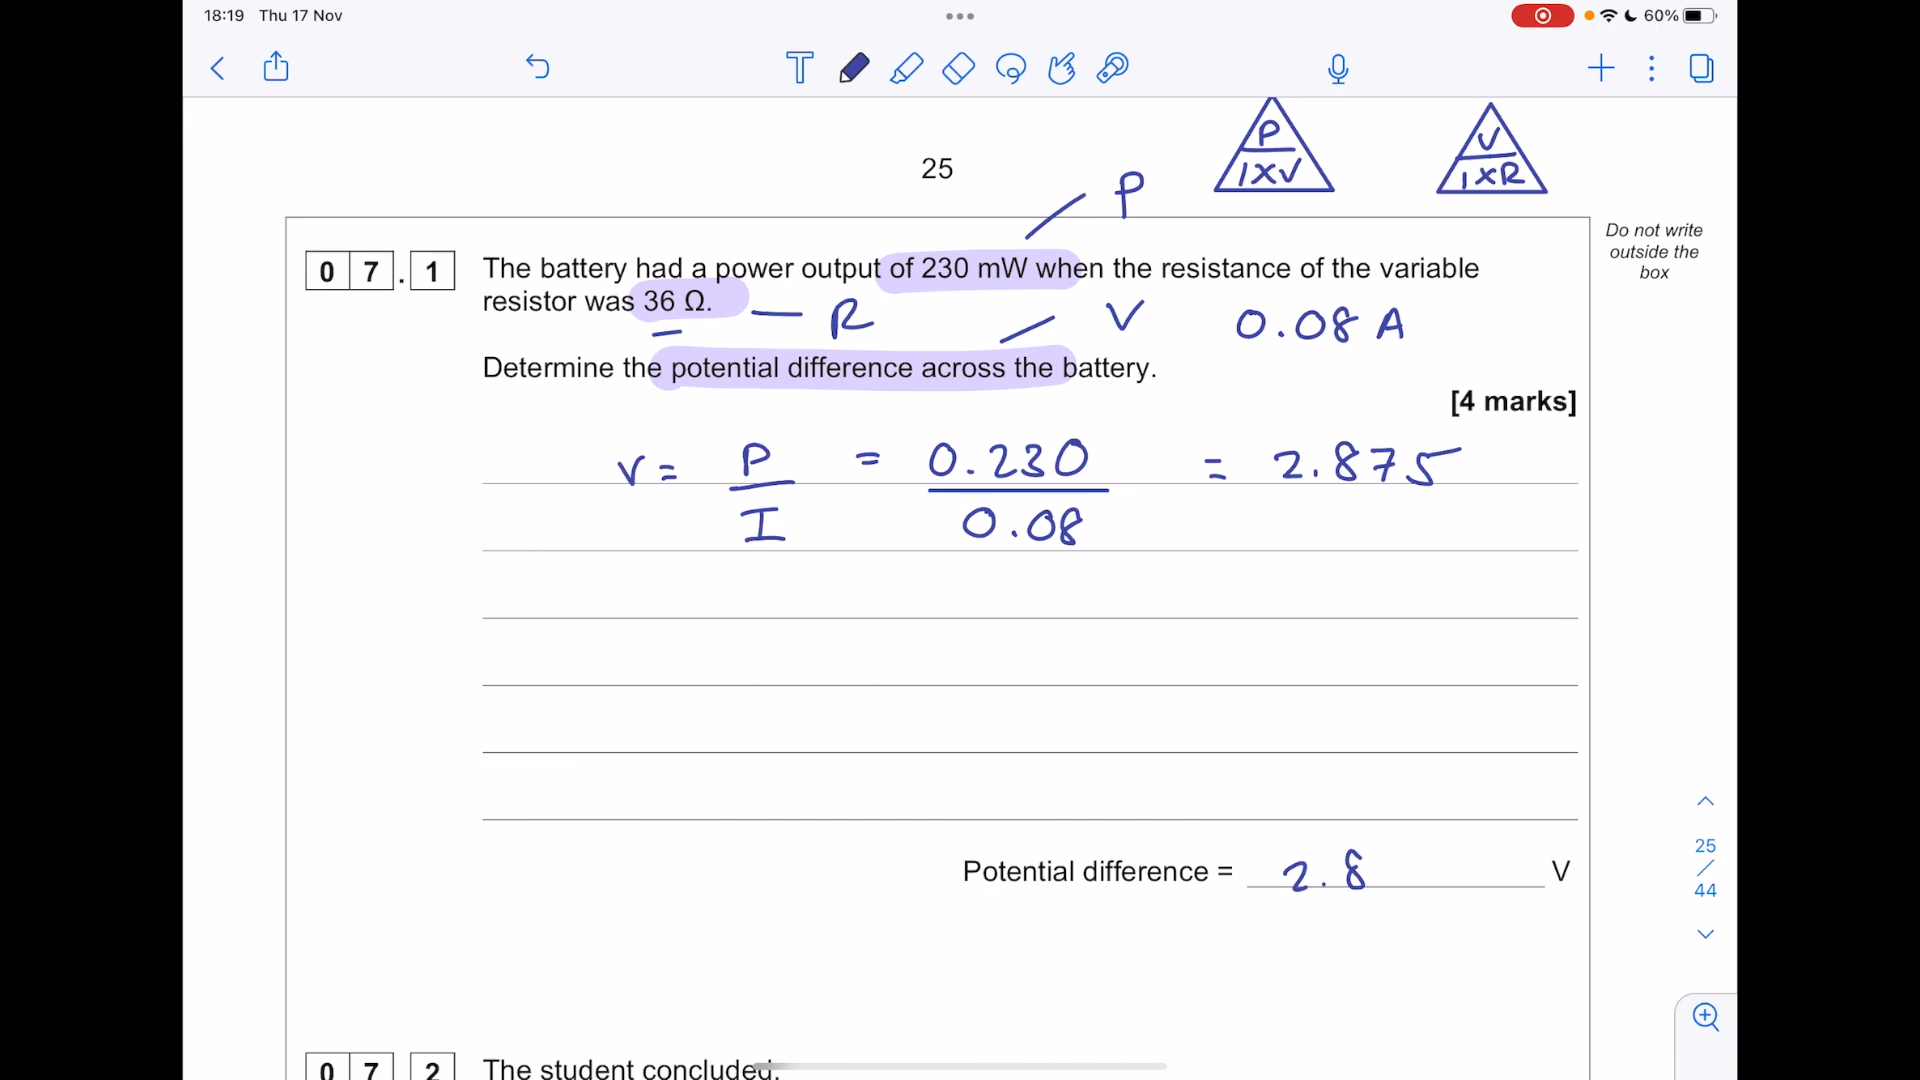 18:19 Thu 17 Nov
60%
P
I X V
V
I X R
25
P
Do not write
outside the
box
0 7 . 1 The battery had a power output of 230 mW when the resistance of the variable
resistor was 36 Ω.
R
V
0.08 A
Determine the potential difference across the battery.
[4 marks]
V = P / I = 0.230 / 0.08 = 2.875
Potential difference = 2.8 V
25
44
0 7 2 The student concluded: